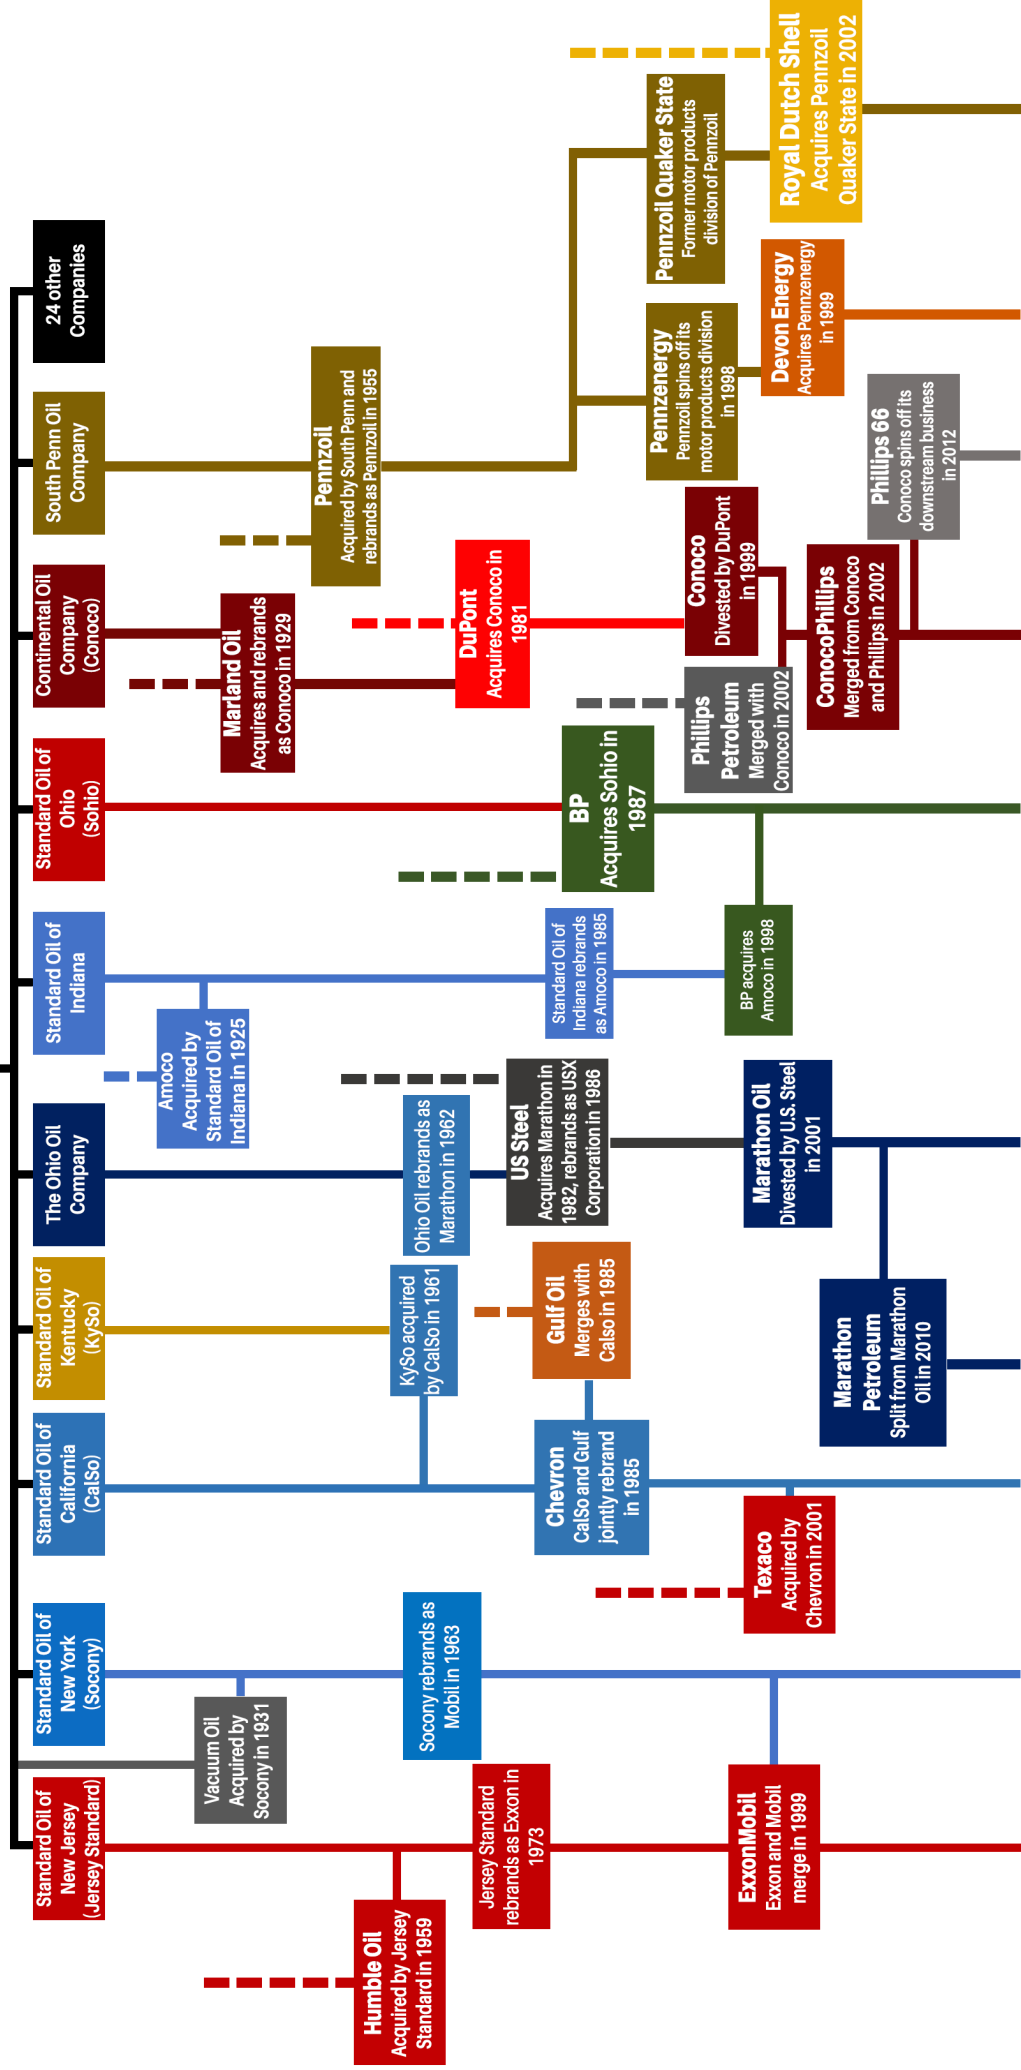 Standard Oil of
New Jersey
(Jersey Standard)
Standard Oil of
New York
(Socony)
Standard Oil of
California
(CalSo)
Standard Oil of
Kentucky
(KySo)
The Ohio Oil
Company
Standard Oil of
Indiana
Standard Oil of
Ohio
(Sohio)
Continental Oil
Company
(Conoco)
South Penn Oil
Company
24 other
Companies
Vacuum Oil
Acquired by
Socony in 1931
Amoco
Acquired by
Standard Oil of
Indiana in 1925
Marland Oil
Acquires and rebrands
as Conoco in 1929
Pennzoil
Acquired by South Penn and
rebrands as Pennzoil in 1955
Humble Oil
Acquired by Jersey
Standard in 1959
Socony rebrands as
Mobil in 1963
KySo acquired
by CalSo in 1961
Ohio Oil rebrands as
Marathon in 1962
Jersey Standard
rebrands as Exxon in
1973
DuPont
Acquires Conoco in
1981
Chevron
CalSo and Gulf
jointly rebrand
in 1985
Gulf Oil
Merges with
Calso in 1985
US Steel
Acquires Marathon in
1982, rebrands as USX
Corporation in 1986
Standard Oil of
Indiana rebrands
as Amoco in 1985
BP
Acquires Sohio in
1987
Pennzenergy
Pennzoil spins off its
motor products division
in 1998
Pennzoil Quaker State
Former motor products
division of Pennzoil
ExxonMobil
Exxon and Mobil
merge in 1999
Texaco
Acquired by
Chevron in 2001
Marathon Oil
Divested by U.S. Steel
in 2001
BP acquires
Amoco in 1998
Phillips
Petroleum
Merged with
Conoco in 2002
Conoco
Divested by DuPont
in 1999
Devon Energy
Acquires Pennzenergy
in 1999
Royal Dutch Shell
Acquires Pennzoil
Quaker State in 2002
Marathon
Petroleum
Split from Marathon
Oil in 2010
ConocoPhillips
Merged from Conoco
and Phillips in 2002
Phillips 66
Conoco spins off its
downstream business
in 2012